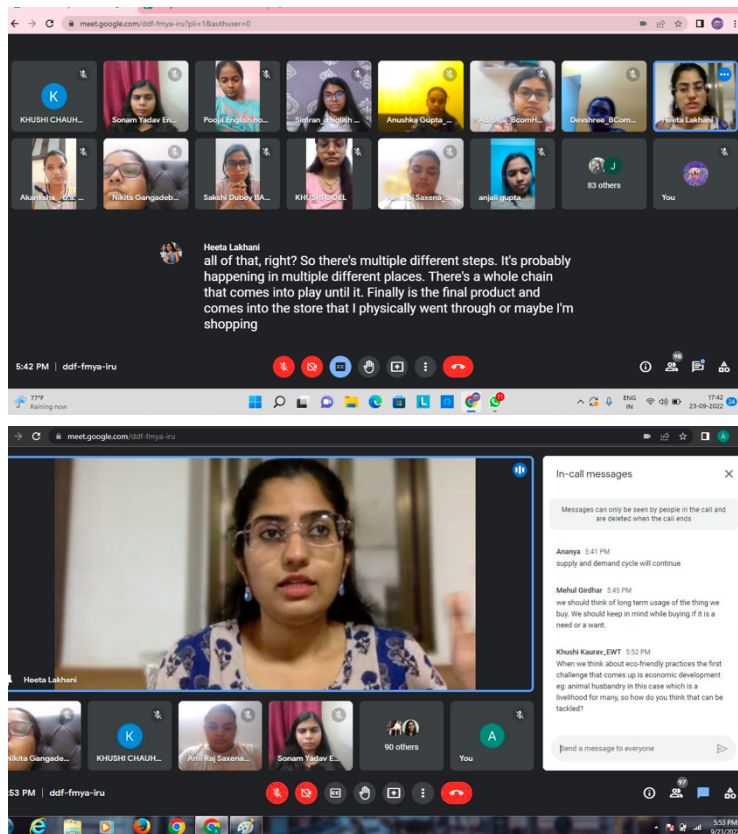 meet.google.com/ddf-fmya-iru?pli=1&authuser=0
K
KHUSHI CHAUH...
Sonam Yadav En...
Pooja English ho...
Simran_English ...
Anushka Gupta_...
Devshree_BCom...
Heeta Lakhani
Nikita Gangadeb...
Sakshi Dubey BA...
KHUSHI GOEL
anjali gupta
J
83 others
You
Heeta Lakhani
all of that, right? So there's multiple different steps. It's probably
happening in multiple different places. There's a whole chain
that comes into play until it. Finally is the final product and
comes into the store that I physically went through or maybe I'm
shopping
5:42 PM | ddf-fmya-iru
98
77°F
Raining now
ENG
IN
17:42
23-09-2022
meet.google.com/ddf-fmya-iru
A
Heeta Lakhani
In-call messages
Messages can only be seen by people in the call and
are deleted when the call ends
Ananya 5:41 PM
supply and demand cycle will continue
Mehul Girdhar 5:45 PM
we should think of long term usage of the thing we
buy. We should keep in mind while buying if it is a
need or a want.
Khushi Kaurav_EWT 5:52 PM
When we think about eco-friendly practices the first
challenge that comes up is economic development
eg: animal husbandry in this case which is a
livelihood for many, so how do you think that can be
tackled?
Send a message to everyone
Nikita Gangade...
K
KHUSHI CHAUH...
Ami Raj Saxena...
Sonam Yadav E...
90 others
A
You
:53 PM | ddf-fmya-iru
97
5:53 PM